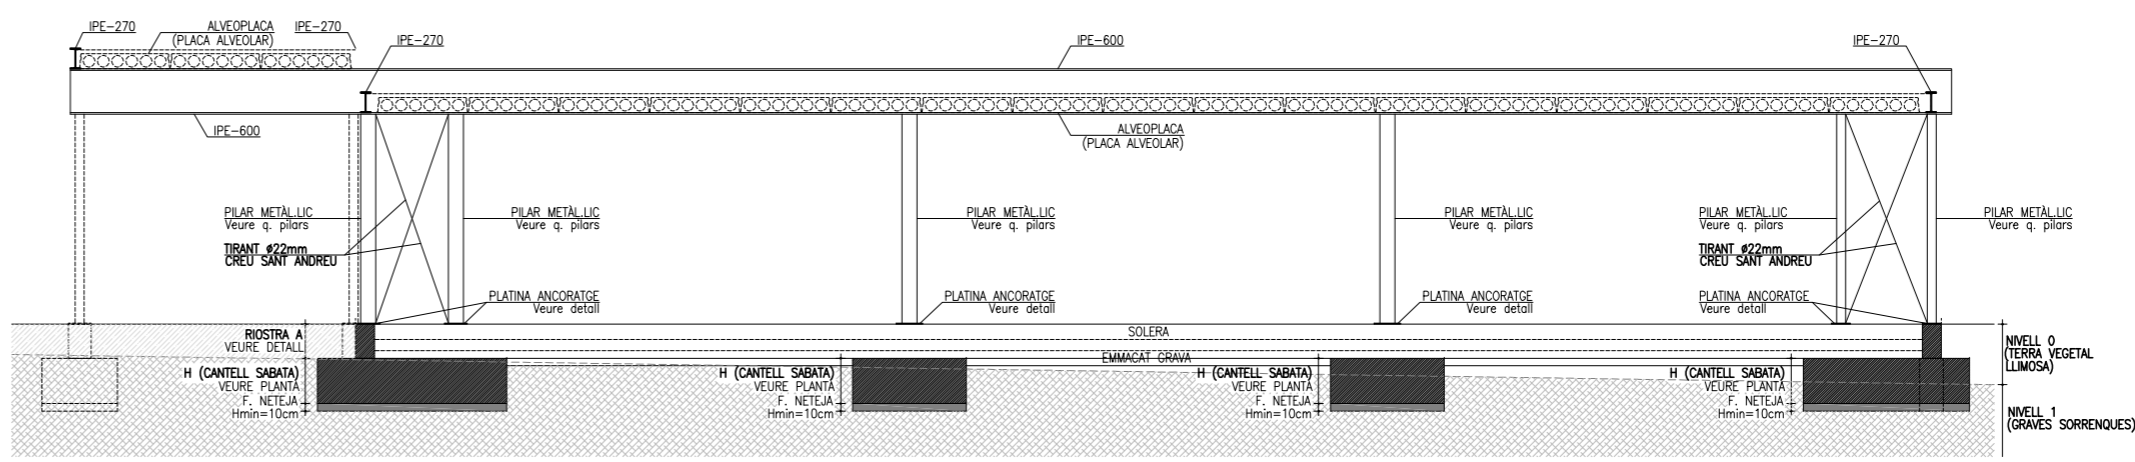 IPE-270
ALVEOPLACA
(PLACA ALVEOLAR)
IPE-270
IPE-270
IPE-600
IPE-270
IPE-600
ALVEOPLACA
(PLACA ALVEOLAR)
PILAR METÀL.LIC
Veure q. pilars
TIRANT ø22mm
CREU SANT ANDREU
PILAR METÀL.LIC
Veure q. pilars
PILAR METÀL.LIC
Veure q. pilars
PILAR METÀL.LIC
Veure q. pilars
PILAR METÀL.LIC
Veure q. pilars
TIRANT ø22mm
CREU SANT ANDREU
PILAR METÀL.LIC
Veure q. pilars
PLATINA ANCORATGE
Veure detall
PLATINA ANCORATGE
Veure detall
PLATINA ANCORATGE
Veure detall
PLATINA ANCORATGE
Veure detall
RIOSTRA A
VEURE DETALL
SOLERA
EMMACAT GRAVA
H (CANTELL SABATA)
VEURE PLANTA
F. NETEJA
Hmin=10cm
H (CANTELL SABATA)
VEURE PLANTA
F. NETEJA
Hmin=10cm
H (CANTELL SABATA)
VEURE PLANTA
F. NETEJA
Hmin=10cm
H (CANTELL SABATA)
VEURE PLANTA
F. NETEJA
Hmin=10cm
NIVELL 0
(TERRA VEGETAL
LLIMOSA)
NIVELL 1
(GRAVES SORRENQUES)